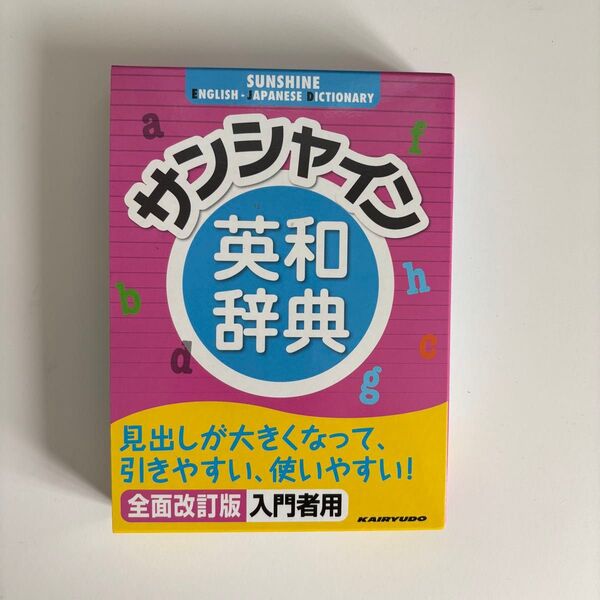 SUNSHINE
ENGLISH - JAPANESE DICTIONARY
a
f
サンシャイン
英和
辞典
h
b
d
c
g
見出しが大きくなって、
引きやすい、使いやすい！
全面改訂版 入門者用
KAIRYUDO